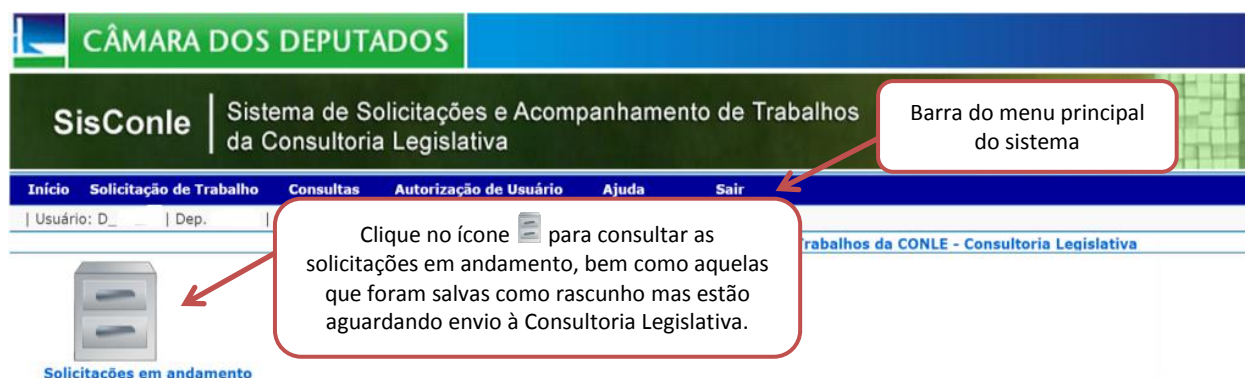 CÂMARA DOS DEPUTADOS
SisConle
Sistema de Solicitações e Acompanhamento de Trabalhos
da Consultoria Legislativa
Barra do menu principal
do sistema
Início Solicitação de Trabalho Consultas Autorização de Usuário Ajuda Sair
| Usuário: D_ | Dep. |
Clique no ícone para consultar as
solicitações em andamento, bem como aquelas
que foram salvas como rascunho mas estão
aguardando envio à Consultoria Legislativa.
Trabalhos da CONLE - Consultoria Legislativa
Solicitações em andamento